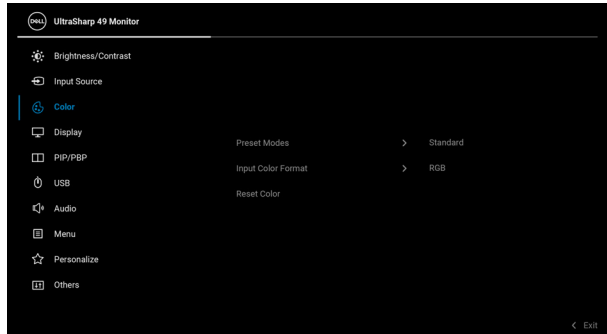 DELL UltraSharp 49 Monitor
Brightness/Contrast
Input Source
Color
Display
Preset Modes > Standard
PIP/PBP
Input Color Format > RGB
USB
Reset Color
Audio
Menu
Personalize
Others
< Exit